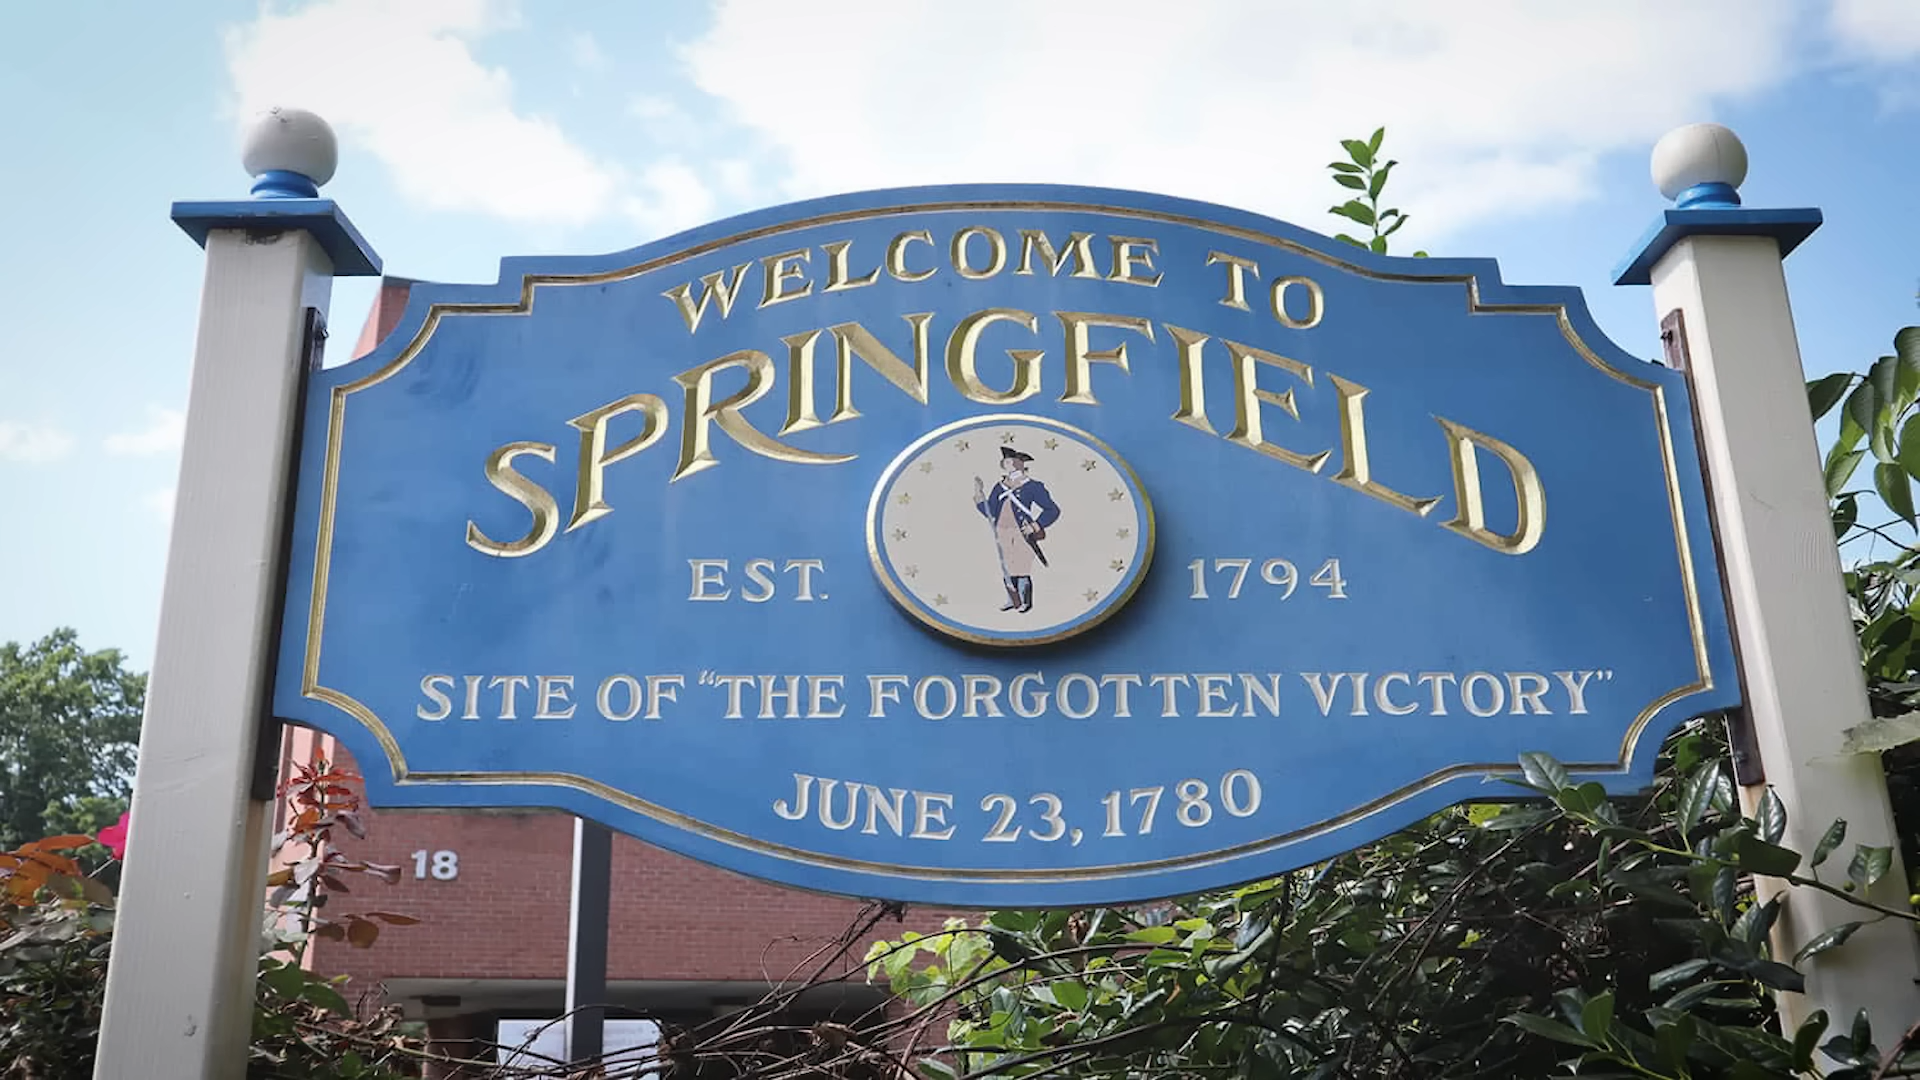 WELCOME TO
SPRINGFIELD
EST. 1794
SITE OF "THE FORGOTTEN VICTORY"
JUNE 23, 1780
18